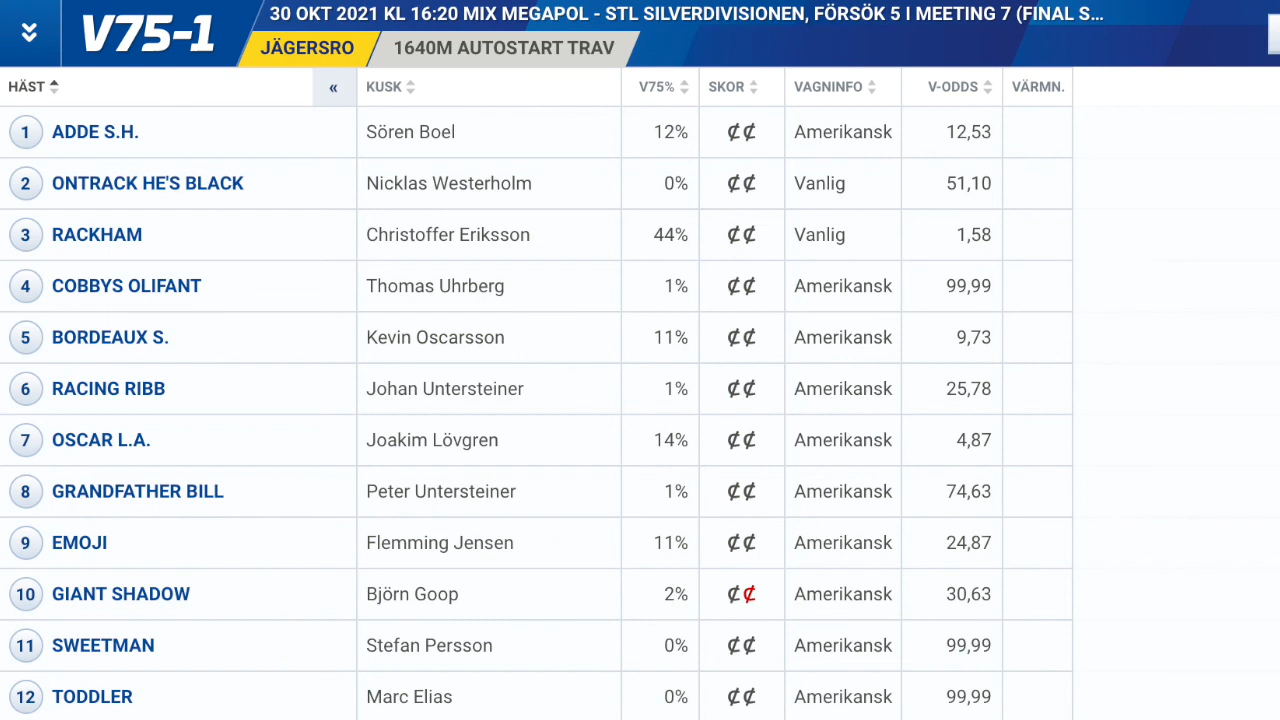 V75-1
30 OKT 2021 KL 16:20 MIX MEGAPOL - STL SILVERDIVISIONEN, FÖRSÖK 5 I MEETING 7 (FINAL S...
JÄGERSRO 1640M AUTOSTART TRAV
HÄST « KUSK V75% SKOR VAGNINFO V-ODDS VÄRMN.
1 ADDE S.H. Sören Boel 12% ₵₵ Amerikansk 12,53
2 ONTRACK HE'S BLACK Nicklas Westerholm 0% ₵₵ Vanlig 51,10
3 RACKHAM Christoffer Eriksson 44% ₵₵ Vanlig 1,58
4 COBBYS OLIFANT Thomas Uhrberg 1% ₵₵ Amerikansk 99,99
5 BORDEAUX S. Kevin Oscarsson 11% ₵₵ Amerikansk 9,73
6 RACING RIBB Johan Untersteiner 1% ₵₵ Amerikansk 25,78
7 OSCAR L.A. Joakim Lövgren 14% ₵₵ Amerikansk 4,87
8 GRANDFATHER BILL Peter Untersteiner 1% ₵₵ Amerikansk 74,63
9 EMOJI Flemming Jensen 11% ₵₵ Amerikansk 24,87
10 GIANT SHADOW Björn Goop 2% ₵₵ Amerikansk 30,63
11 SWEETMAN Stefan Persson 0% ₵₵ Amerikansk 99,99
12 TODDLER Marc Elias 0% ₵₵ Amerikansk 99,99